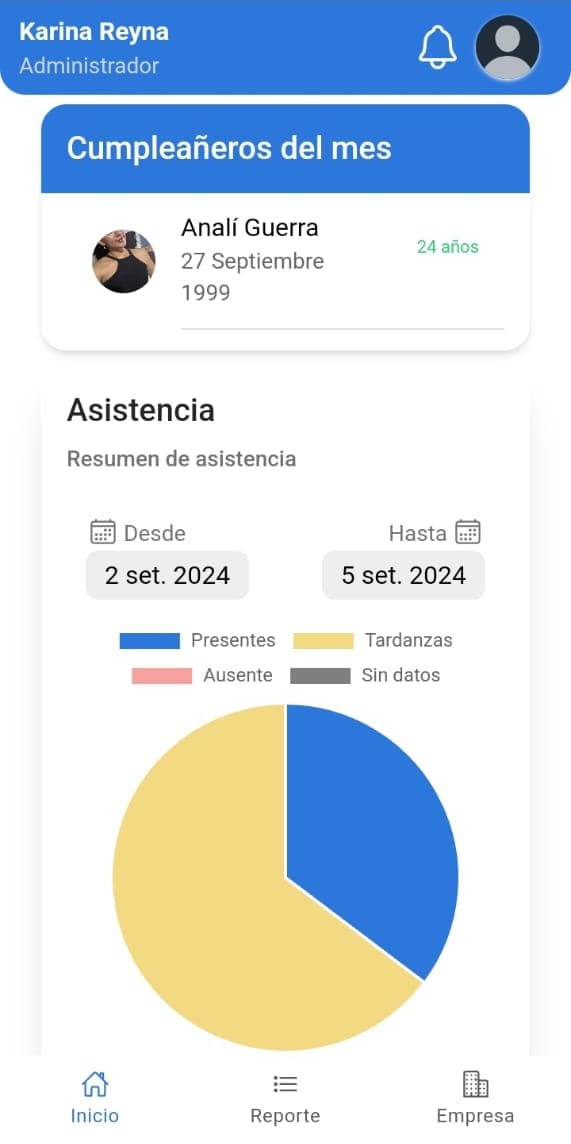 Karina Reyna
Administrador
Cumpleañeros del mes
Analí Guerra
27 Septiembre
1999
24 años
Asistencia
Resumen de asistencia
Desde
Hasta
2 set. 2024
5 set. 2024
Presentes
Tardanzas
Ausente
Sin datos
Inicio
Reporte
Empresa